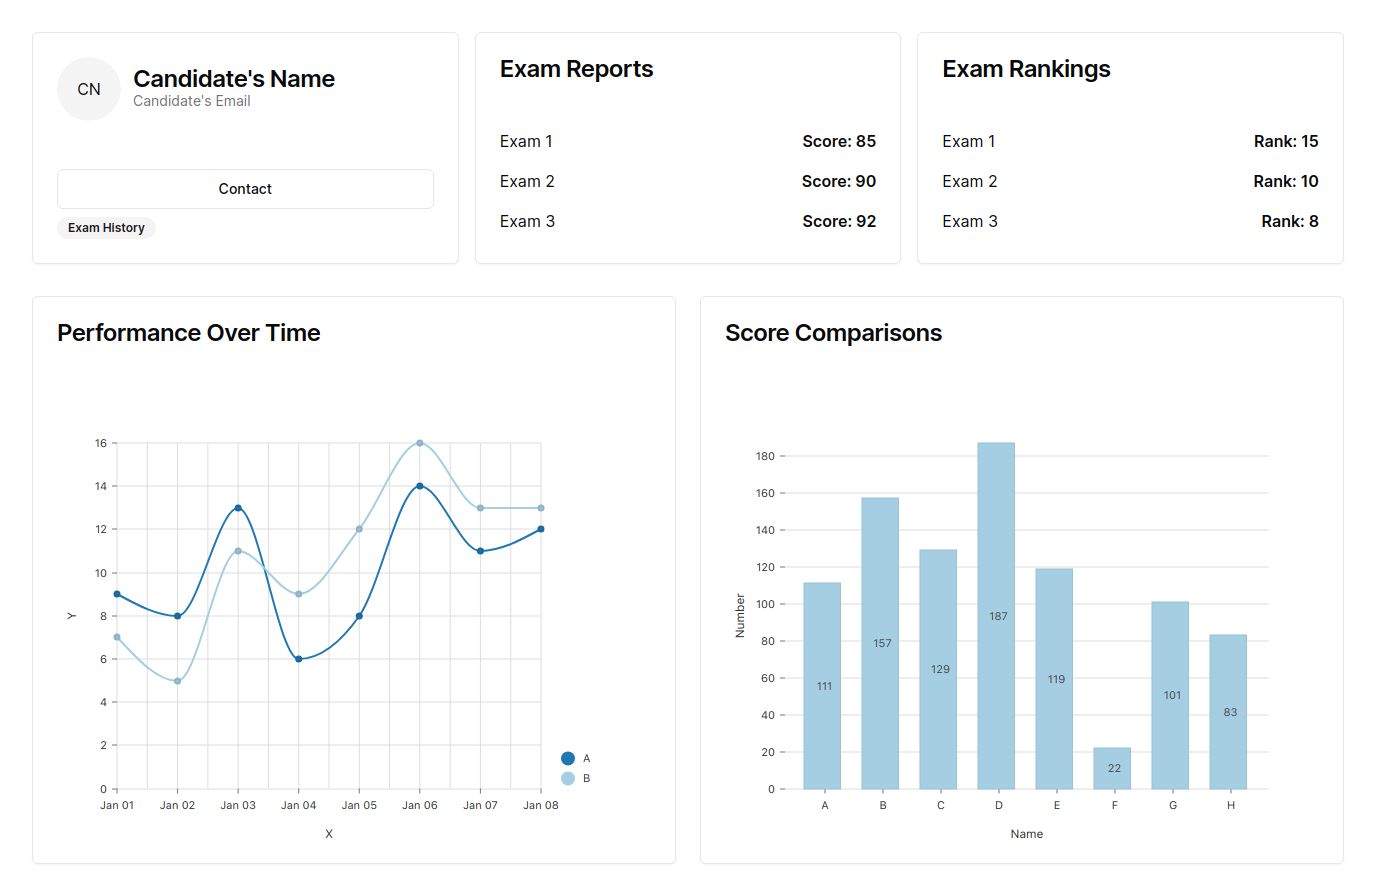 CN
Candidate's Name
Candidate's Email
Contact
Exam History
Exam Reports
Exam 1 Score: 85
Exam 2 Score: 90
Exam 3 Score: 92
Exam Rankings
Exam 1 Rank: 15
Exam 2 Rank: 10
Exam 3 Rank: 8
Performance Over Time
16
14
12
10
8
6
4
2
0
Y
Jan 01 Jan 02 Jan 03 Jan 04 Jan 05 Jan 06 Jan 07 Jan 08
X
A
B
Score Comparisons
180
160
140
120
100
80
60
40
20
0
Number
111 157 129 187 119 22 101 83
A B C D E F G H
Name